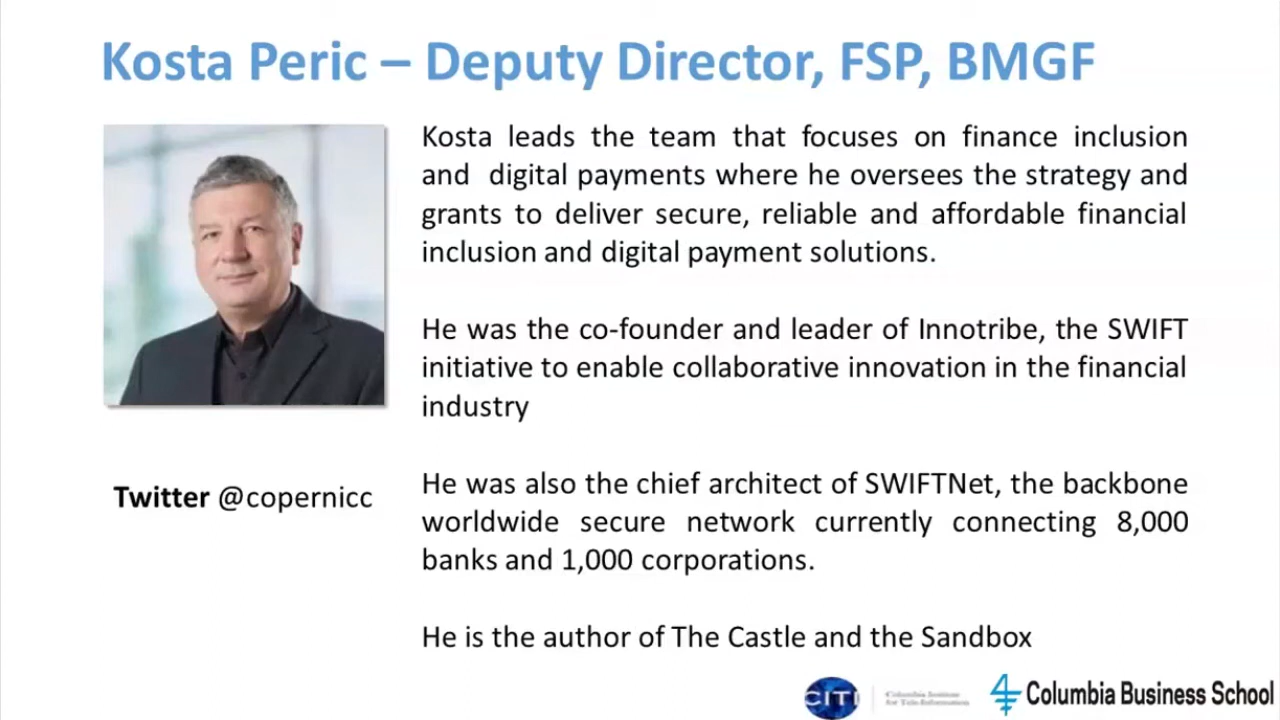 Kosta Peric – Deputy Director, FSP, BMGF
Kosta leads the team that focuses on finance inclusion
and digital payments where he oversees the strategy and
grants to deliver secure, reliable and affordable financial
inclusion and digital payment solutions.
He was the co-founder and leader of Innotribe, the SWIFT
initiative to enable collaborative innovation in the financial
industry
Twitter @copernicc
He was also the chief architect of SWIFTNet, the backbone
worldwide secure network currently connecting 8,000
banks and 1,000 corporations.
He is the author of The Castle and the Sandbox
CITI
Columbia Institute
for Tele-Information
Columbia Business School